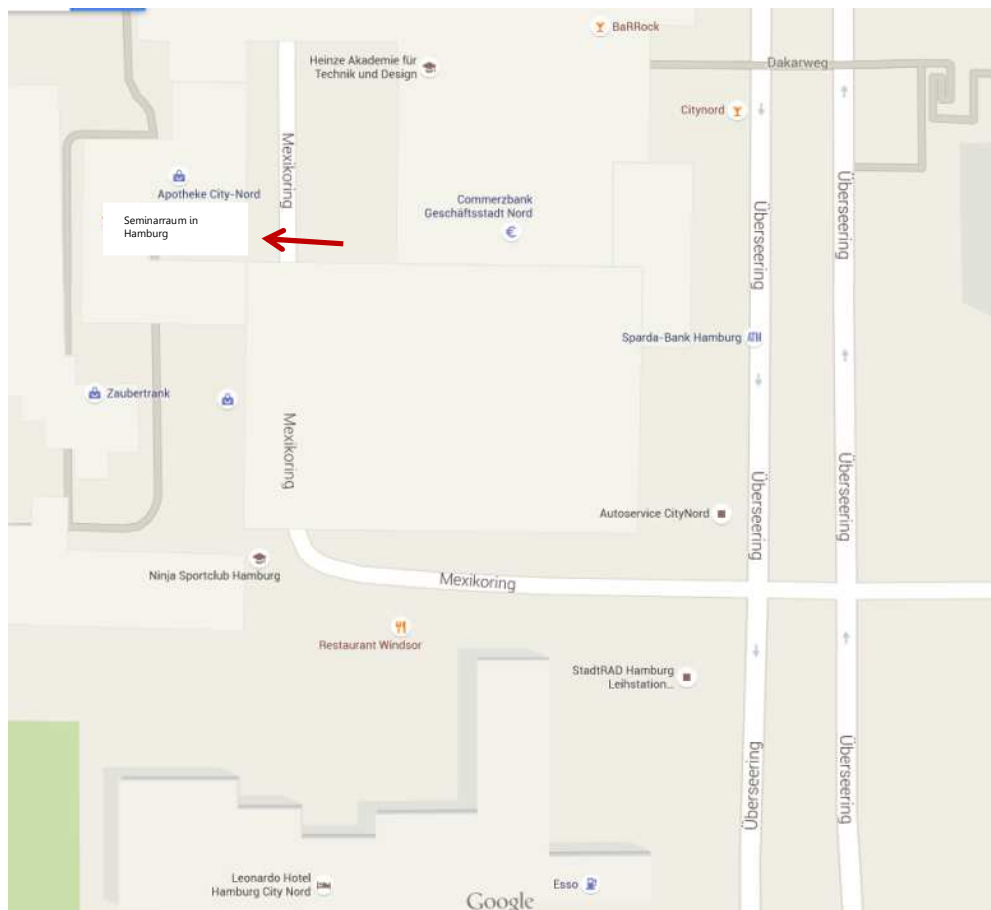 BaRRock
Heinze Akademie für
Technik und Design
Dakarweg
Citynord
Mexikoring
Apotheke City-Nord
Überseering
Überseering
Commerzbank
Geschäftsstadt Nord
€
Seminarraum in
Hamburg
Sparda-Bank Hamburg
ATM
Zaubertrank
Mexikoring
Überseering
Überseering
Autoservice CityNord
Ninja Sportclub Hamburg
Mexikoring
Restaurant Windsor
StadtRAD Hamburg
Leihstation...
Überseering
Überseering
Leonardo Hotel
Hamburg City Nord
Esso
Google